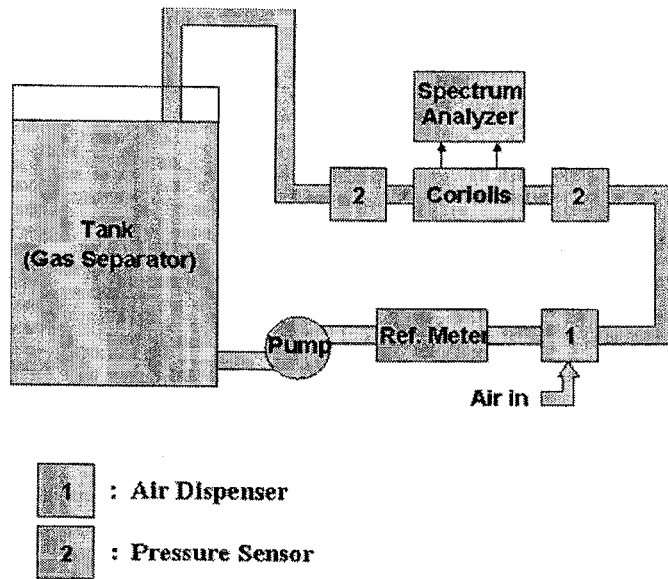 Spectrum
Analyzer
2
Coriolis
2
Tank
(Gas Separator)
Pump
Ref. Meter
1
Air in
1 : Air Dispenser
2 : Pressure Sensor